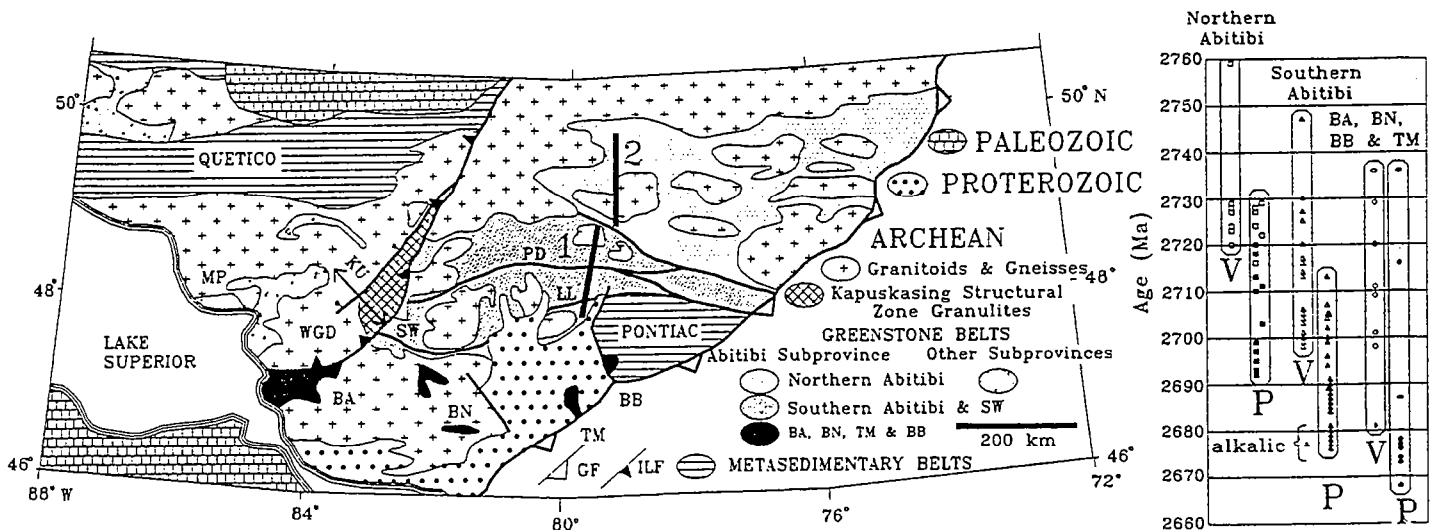 50°
48°
46°
88° W
84°
80°
76°
72°
46°
48°
50° N
QUETICO
MP
KU
WGD
SW
LAKE
SUPERIOR
BA
BN
TM
BB
PD
LL
1
2
PONTIAC
PALEOZOIC
PROTEROZOIC
ARCHEAN
Granitoids & Gneisses
Kapuskasing Structural
Zone Granulites
GREENSTONE BELTS
Abitibi Subprovince Other Subprovinces
Northern Abitibi
Southern Abitibi & SW
BA, BN, TM & BB
200 km
GF
ILF
METASEDIMENTARY BELTS
Northern
Abitibi
Southern
Abitibi
BA, BN,
BB & TM
Age (Ma)
2760
2750
2740
2730
2720
2710
2700
2690
2680
2670
2660
V
P
V
alkalic
P
V
P